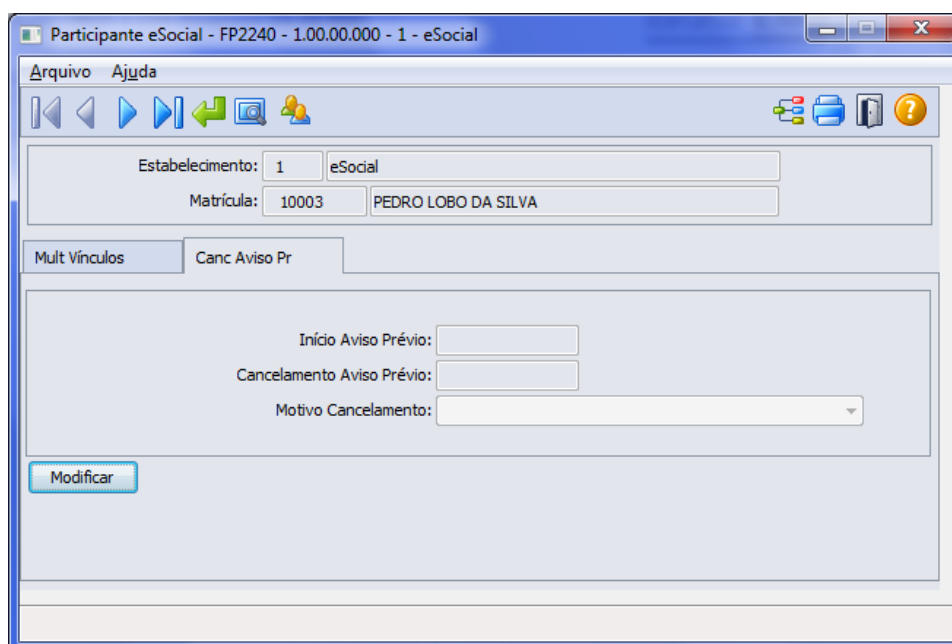 Participante eSocial - FP2240 - 1.00.00.000 - 1 - eSocial
Arquivo Ajuda
Estabelecimento: 1 eSocial
Matrícula: 10003 PEDRO LOBO DA SILVA
Mult Vínculos Canc Aviso Pr
Início Aviso Prévio:
Cancelamento Aviso Prévio:
Motivo Cancelamento:
Modificar